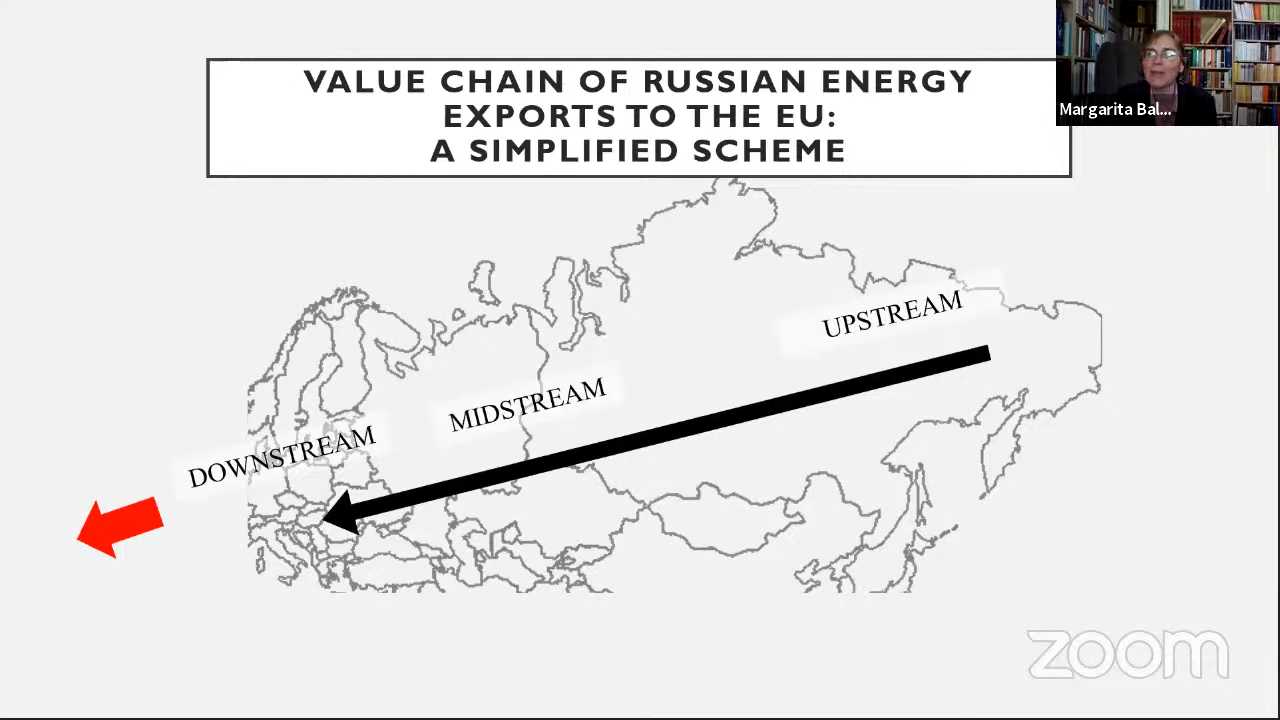 VALUE CHAIN OF RUSSIAN ENERGY
EXPORTS TO THE EU:
A SIMPLIFIED SCHEME
Margarita Bal...
UPSTREAM
MIDSTREAM
DOWNSTREAM
zoom